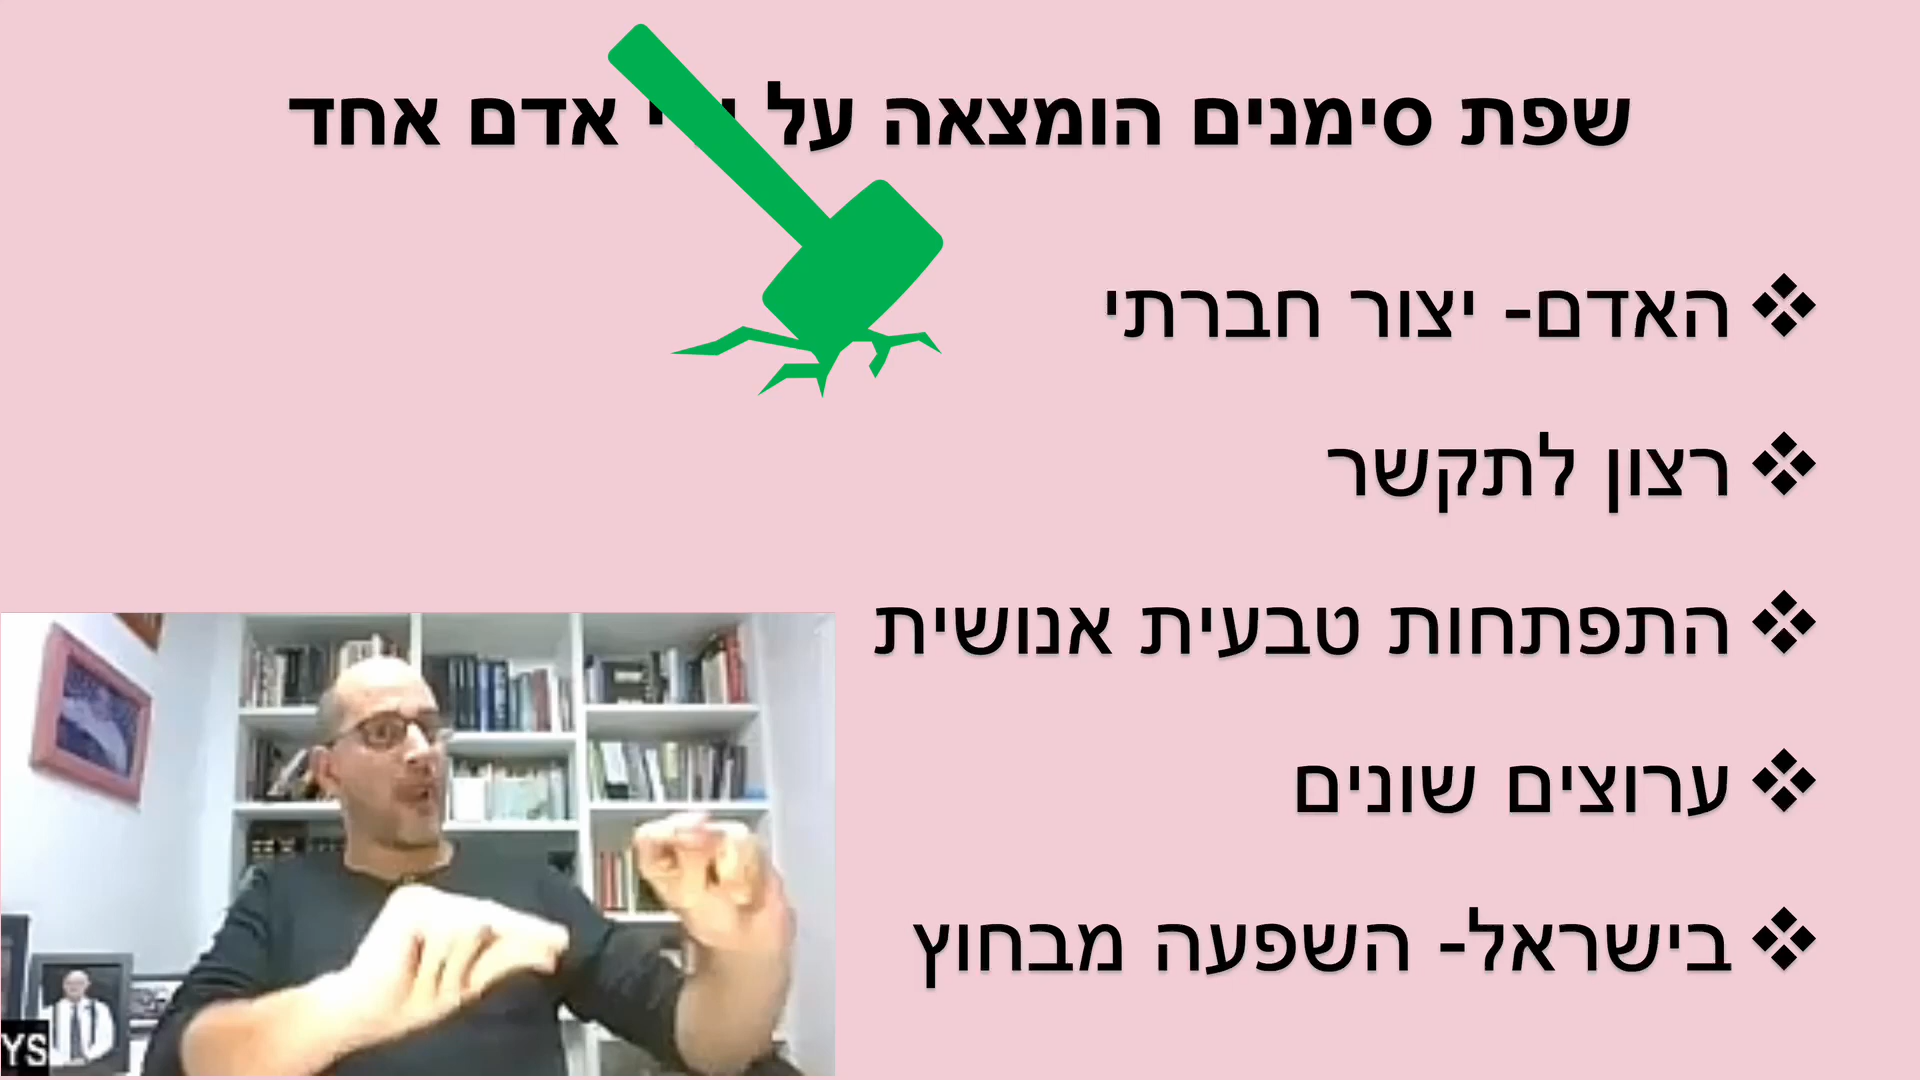 שפת סימנים הומצאה על י י אדם אחד
❖ האדם- יצור חברתי
❖ רצון לתקשר
❖ התפתחות טבעית אנושית
❖ ערוצים שונים
❖ בישראל- השפעה מבחוץ
YS